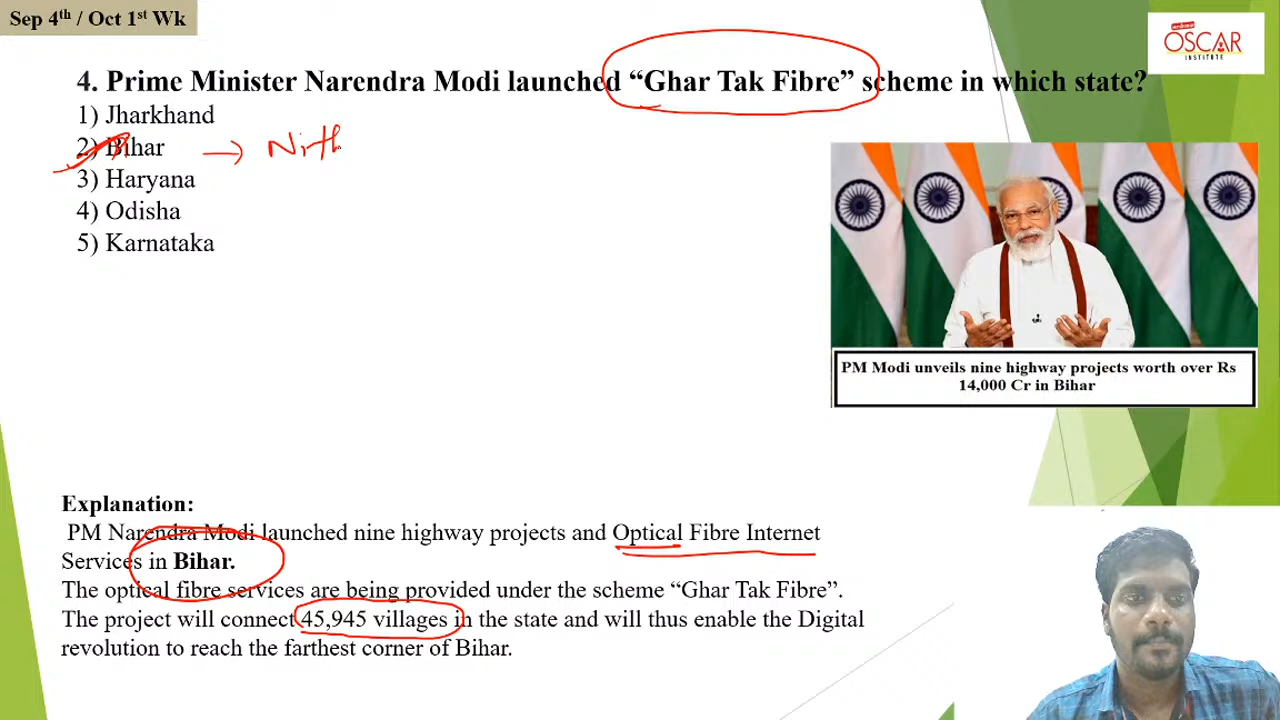 Sep 4th / Oct 1st Wk
OSCAR
INSTITUTE
4. Prime Minister Narendra Modi launched “Ghar Tak Fibre” scheme in which state?
1) Jharkhand
2) Bihar → Nith
3) Haryana
4) Odisha
5) Karnataka
PM Modi unveils nine highway projects worth over Rs
14,000 Cr in Bihar
Explanation:
PM Narendra Modi launched nine highway projects and Optical Fibre Internet
Services in Bihar.
The optical fibre services are being provided under the scheme “Ghar Tak Fibre”.
The project will connect 45,945 villages in the state and will thus enable the Digital
revolution to reach the farthest corner of Bihar.